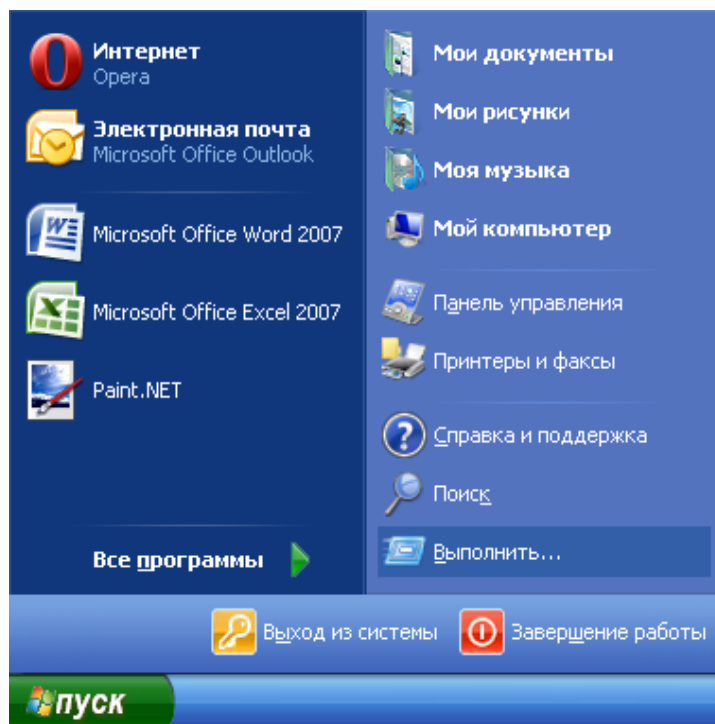 Интернет
Opera
Электронная почта
Microsoft Office Outlook
Microsoft Office Word 2007
Microsoft Office Excel 2007
Paint.NET
Все программы
Мои документы
Мои рисунки
Моя музыка
Мой компьютер
Панель управления
Принтеры и факсы
Справка и поддержка
Поиск
Выполнить...
Выход из системы
Завершение работы
пуск